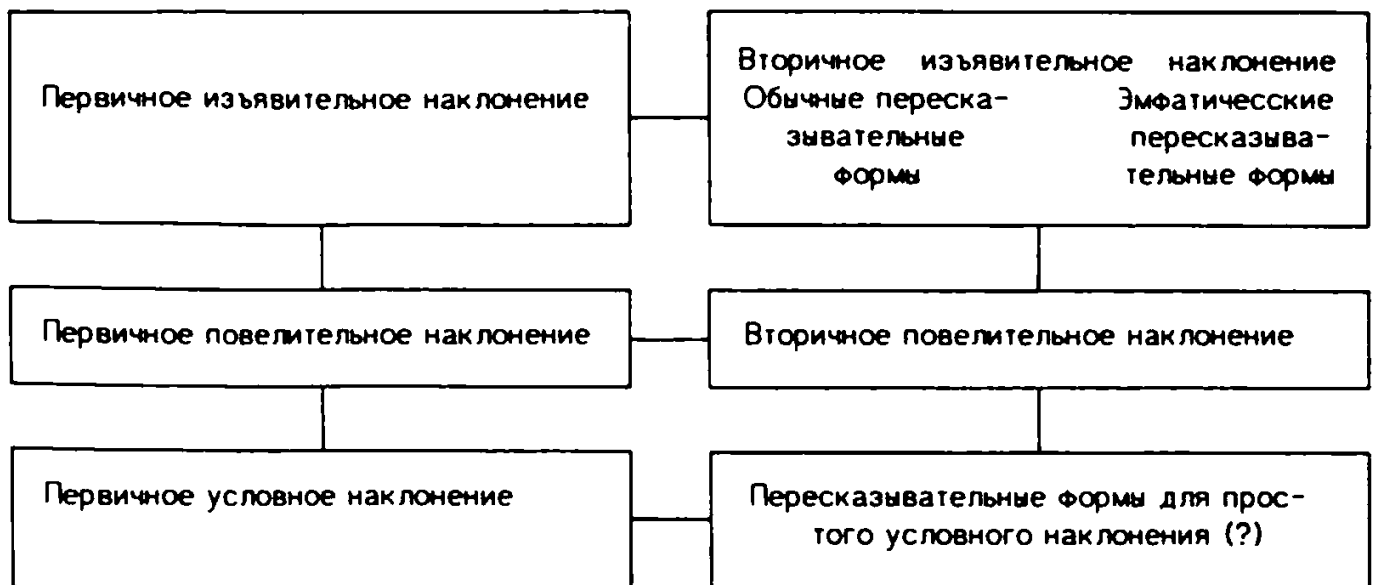 Первичное изъявительное наклонение
Вторичное изъявительное наклонение
Обычные переска- Эмфатичесские
зывательные пересказыва-
формы тельные формы
Первичное повелительное наклонение
Вторичное повелительное наклонение
Первичное условное наклонение
Пересказывательные формы для прос-
того условного наклонения (?)